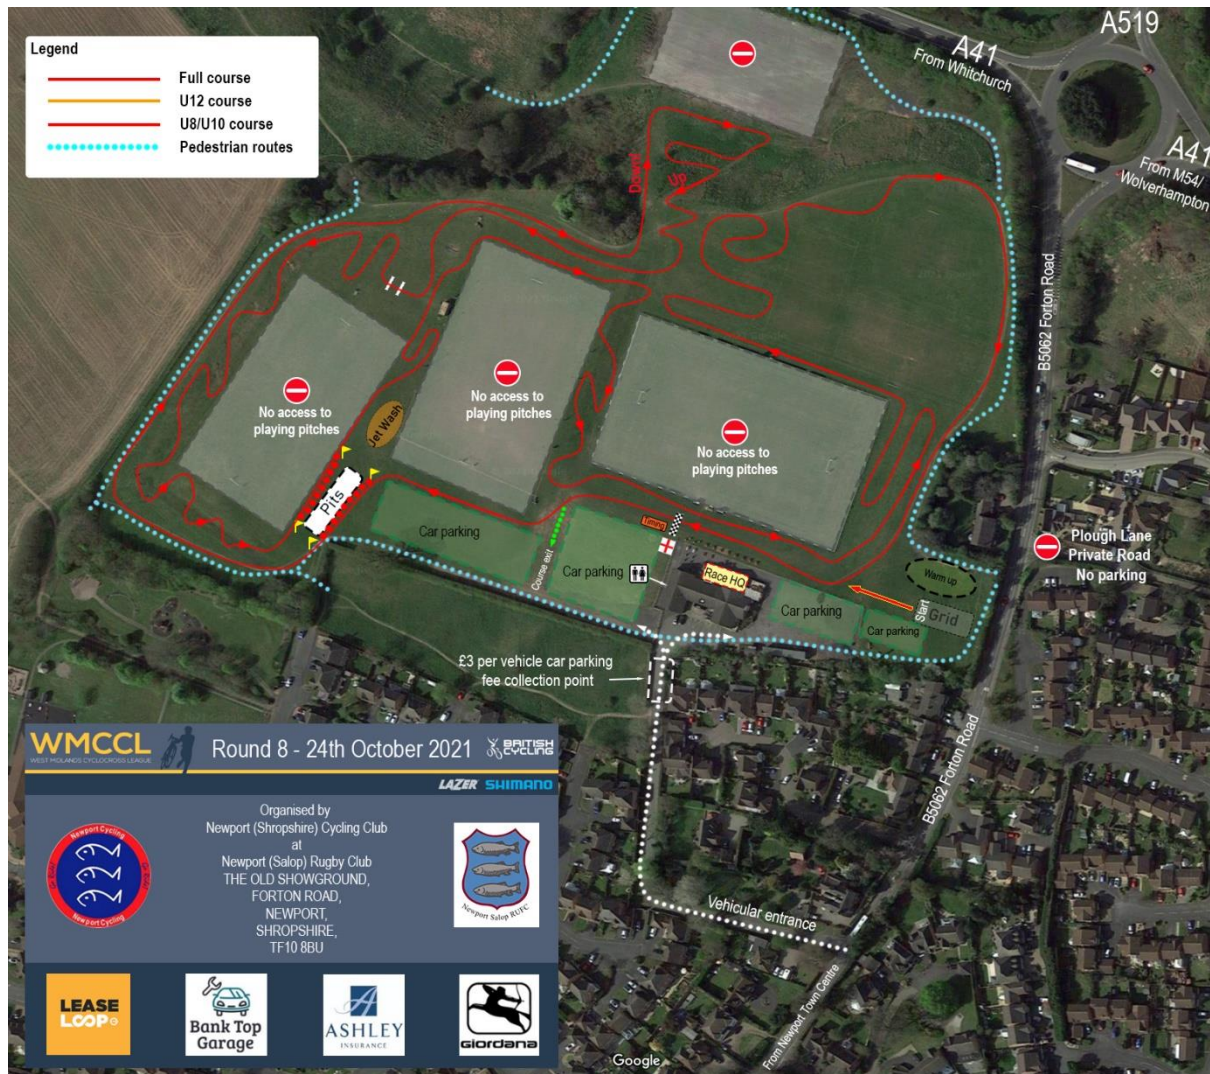 Legend
Full course
U12 course
U8/U10 course
Pedestrian routes
A519
A41
From Whitchurch
A41
From M54/
Wolverhampton
B5062 Forton Road
Down!
Up
No access to
playing pitches
No access to
playing pitches
No access to
playing pitches
Jet Wash
Pits
Car parking
Course exit
Car parking
Timing
Race HQ
Car parking
Car parking
Warm up
Start
Grid
Plough Lane
Private Road
No parking
£3 per vehicle car parking
fee collection point
B5062 Forton Road
Vehicular entrance
From Newport Town Centre
Google
WMCCL
WEST MIDLANDS CYCLOCROSS LEAGUE
Round 8 - 24th October 2021
BRITISH
CYCLING
LAZER SHIMANO
Organised by
Newport (Shropshire) Cycling Club
at
Newport (Salop) Rugby Club
THE OLD SHOWGROUND,
FORTON ROAD,
NEWPORT,
SHROPSHIRE,
TF10 8BU
Newport Cycling
Newport Cycling
Newport Salop RUFC
LEASE
LOOP
Bank Top
Garage
ASHLEY
INSURANCE
GIORDANA